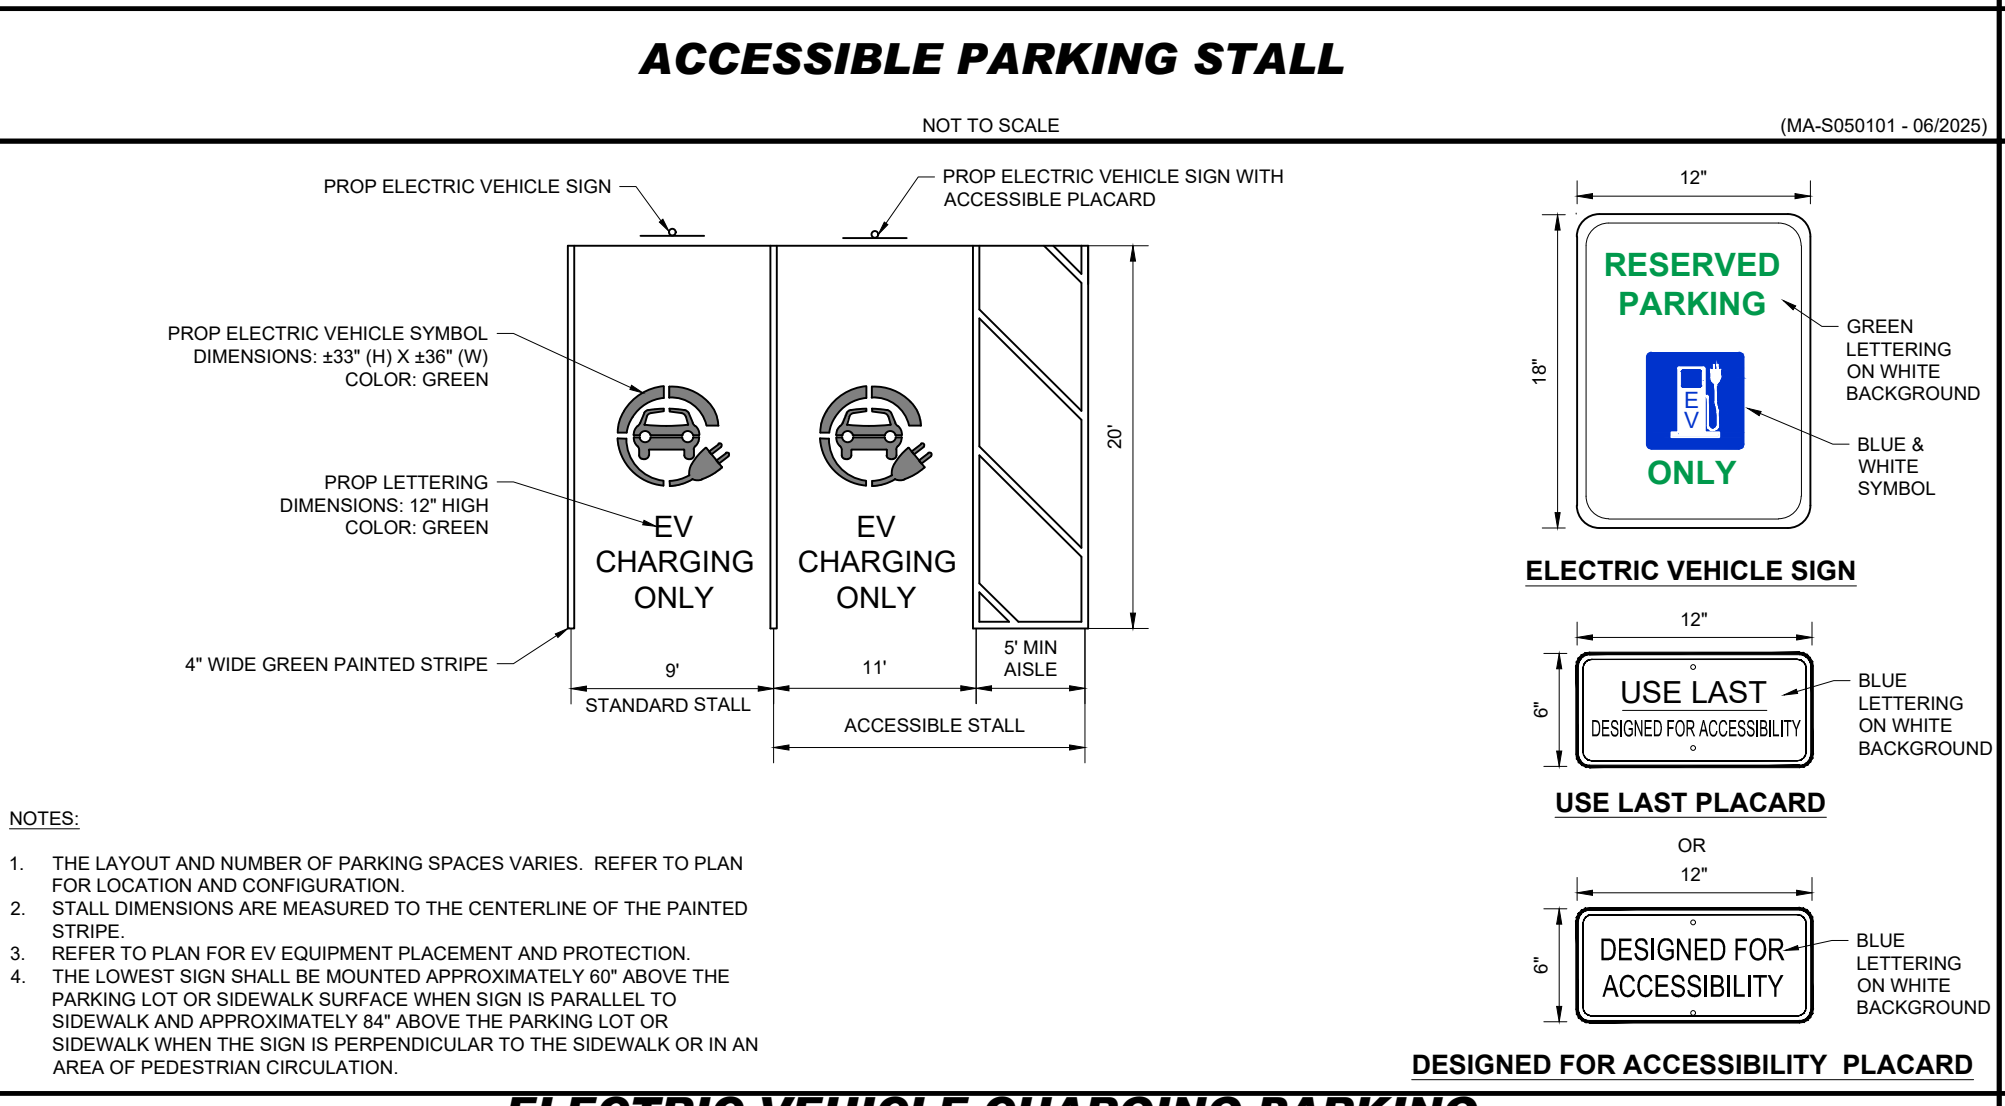 ACCESSIBLE PARKING STALL
NOT TO SCALE
(MA-S050101 - 06/2025)
PROP ELECTRIC VEHICLE SIGN
PROP ELECTRIC VEHICLE SIGN WITH
ACCESSIBLE PLACARD
PROP ELECTRIC VEHICLE SYMBOL
DIMENSIONS: ±33" (H) X ±36" (W)
COLOR: GREEN
PROP LETTERING
DIMENSIONS: 12" HIGH
COLOR: GREEN
4" WIDE GREEN PAINTED STRIPE
EV
CHARGING
ONLY
EV
CHARGING
ONLY
20'
9'
STANDARD STALL
11'
5' MIN
AISLE
ACCESSIBLE STALL
12"
18"
RESERVED
PARKING
E
V
ONLY
GREEN
LETTERING
ON WHITE
BACKGROUND
BLUE &
WHITE
SYMBOL
ELECTRIC VEHICLE SIGN
12"
6"
USE LAST
DESIGNED FOR ACCESSIBILITY
BLUE
LETTERING
ON WHITE
BACKGROUND
USE LAST PLACARD
OR
12"
6"
DESIGNED FOR
ACCESSIBILITY
BLUE
LETTERING
ON WHITE
BACKGROUND
DESIGNED FOR ACCESSIBILITY PLACARD
NOTES:
1. THE LAYOUT AND NUMBER OF PARKING SPACES VARIES. REFER TO PLAN
FOR LOCATION AND CONFIGURATION.
2. STALL DIMENSIONS ARE MEASURED TO THE CENTERLINE OF THE PAINTED
STRIPE.
3. REFER TO PLAN FOR EV EQUIPMENT PLACEMENT AND PROTECTION.
4. THE LOWEST SIGN SHALL BE MOUNTED APPROXIMATELY 60" ABOVE THE
PARKING LOT OR SIDEWALK SURFACE WHEN SIGN IS PARALLEL TO
SIDEWALK AND APPROXIMATELY 84" ABOVE THE PARKING LOT OR
SIDEWALK WHEN THE SIGN IS PERPENDICULAR TO THE SIDEWALK OR IN AN
AREA OF PEDESTRIAN CIRCULATION.
ELECTRIC VEHICLE CHARGING PARKING